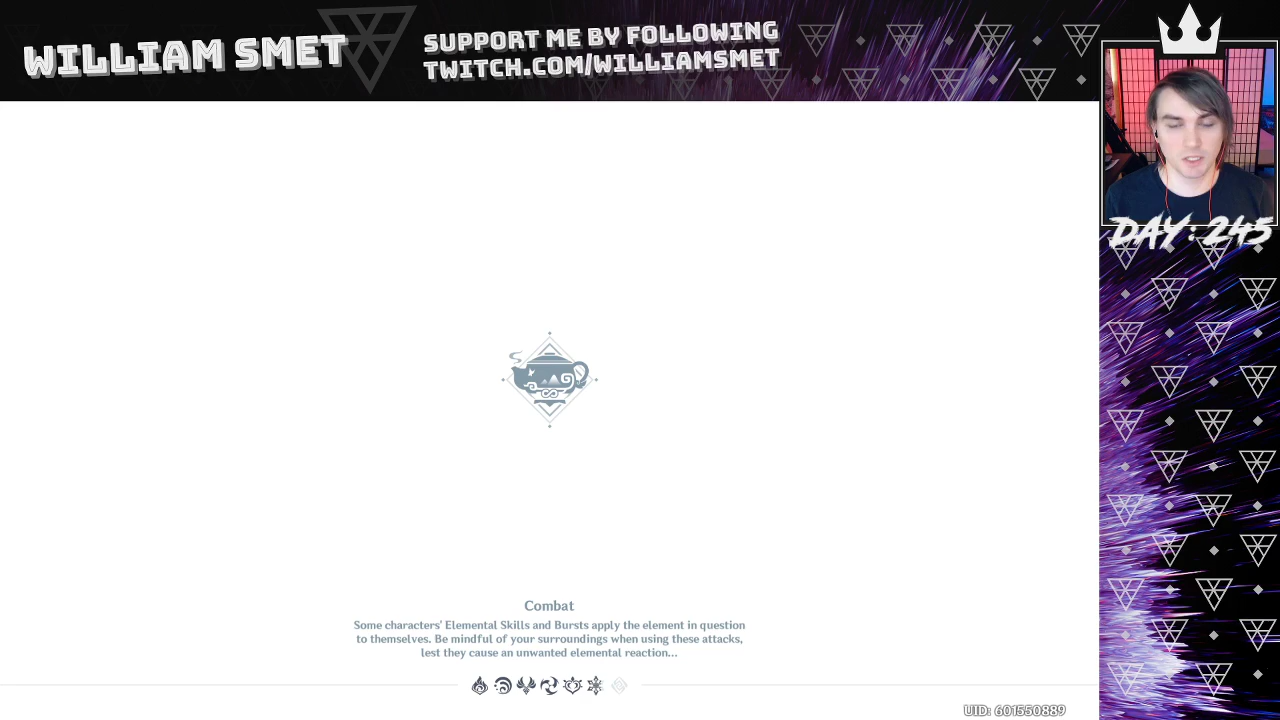 WILLIAM SMET
SUPPORT ME BY FOLLOWING
TWITCH.COM/WILLIAMSMET
DAY: 245
Combat
Some characters' Elemental Skills and Bursts apply the element in question
to themselves. Be mindful of your surroundings when using these attacks,
lest they cause an unwanted elemental reaction...
UID: 601550889